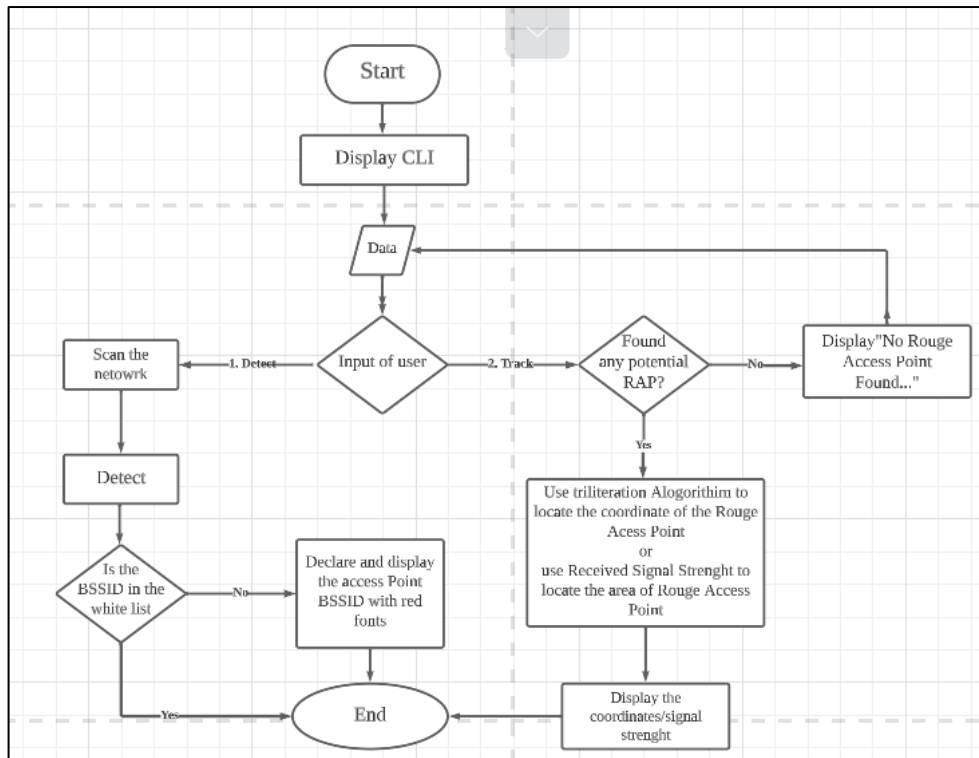 Start
Display CLI
Data
Input of user
1. Detect
2. Track
Scan the
netowrk
Found
any potential
RAP?
No
Display"No Rouge
Access Point
Found..."
Yes
Detect
Use triliteration Alogorithim to
locate the coordinate of the Rouge
Acess Point
or
use Received Signal Strenght to
locate the area of Rouge Access
Point
Is the
BSSID in the
white list
No
Declare and display
the access Point
BSSID with red
fonts
Yes
End
Display the
coordinates/signal
strenght